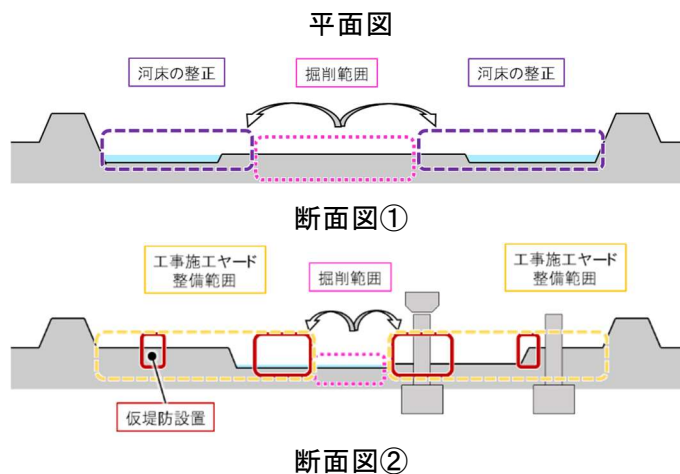 平面図
河床の整正
掘削範囲
河床の整正
断面図①
工事施工ヤード
整備範囲
掘削範囲
工事施工ヤード
整備範囲
仮堤防設置
断面図②